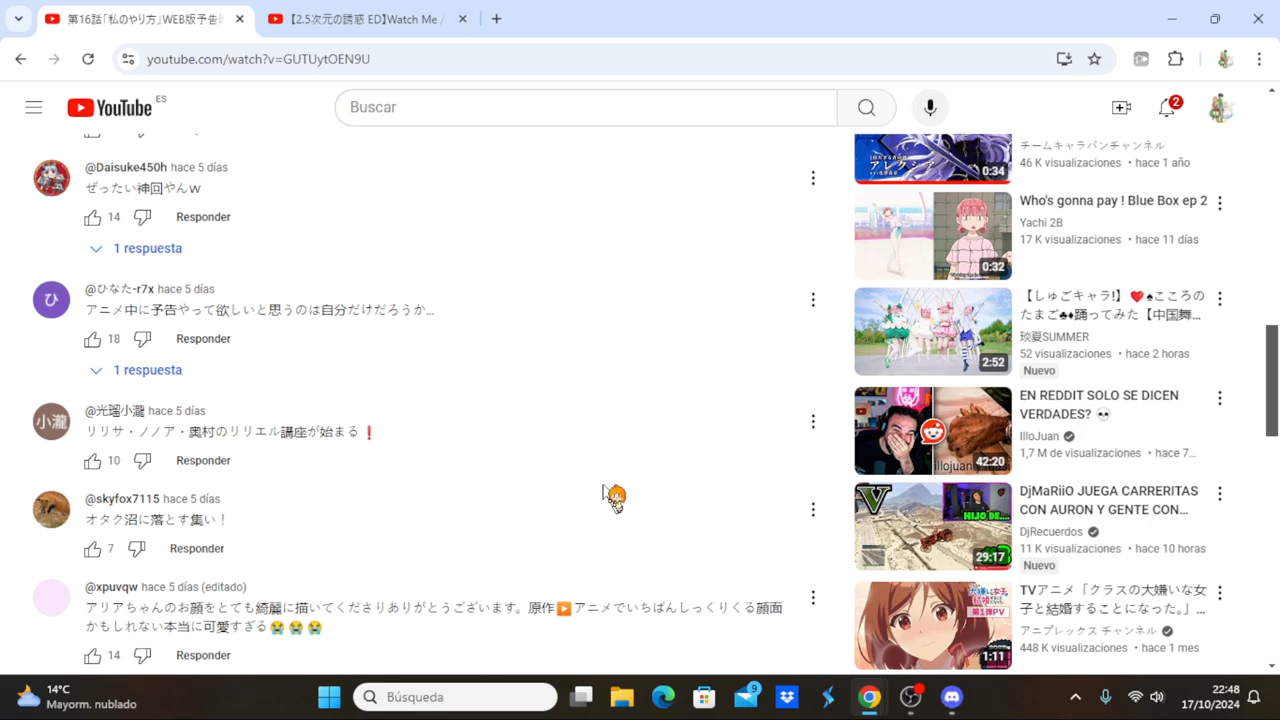 第16話「私のやり方」WEB版予告
【2.5次元の誘惑 ED】Watch Me /
youtube.com/watch?v=GUTUytOEN9U
YouTube ES
Buscar
2
@Daisuke450h hace 5 días
ぜったい神回やんｗ
14 Responder
1 respuesta
@ひなた-r7x hace 5 días
アニメ中に予告やって欲しいと思うのは自分だけだろうか…
18 Responder
1 respuesta
小瀧
@光瑠小瀧 hace 5 días
リリサ・ノノア・奥村のリリエル講座が始まる❗
10 Responder
@skyfox7115 hace 5 días
オタク沼に落とす集い！
7 Responder
@xpuvqw hace 5 días (editado)
アリアちゃんのお顔をとても綺麗に描いてくださりありがとうございます。原作▶️アニメでいちばんしっくりくる顔面
かもしれない本当に可愛すぎる😭😭😭
14 Responder
アレクシア
0:34
チームキャラバンチャンネル
46 K visualizaciones • hace 1 año
0:32
Who's gonna pay ! Blue Box ep 2
Yachi 2B
17 K visualizaciones • hace 11 días
2:52
【しゅごキャラ!】❤️♠️こころの
たまご♣️♦️踊ってみた【中国舞...
琰夏SUMMER
52 visualizaciones • hace 2 horas
Nuevo
illojuan
42:20
EN REDDIT SOLO SE DICEN
VERDADES? 💀
IlloJuan
1,7 M de visualizaciones • hace 7...
V
HIJO DE...
29:17
DjMaRiiO JUEGA CARRERITAS
CON AURON Y GENTE CON...
DjRecuerdos
11 K visualizaciones • hace 10 horas
Nuevo
第1弾PV
1:11
TVアニメ「クラスの大嫌いな女
子と結婚することになった。」...
アニプレックス チャンネル
448 K visualizaciones • hace 1 mes
14°C
Mayorm. nublado
Búsqueda
9
22:48
17/10/2024